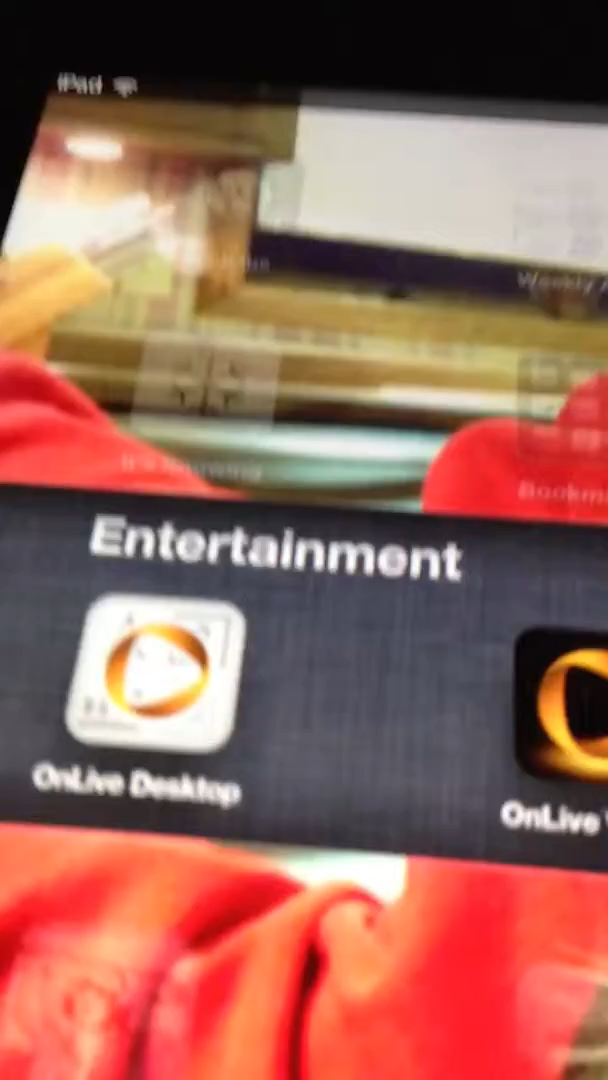 iPad
Weekly
Bookm
Entertainment
OnLive Desktop
OnLive